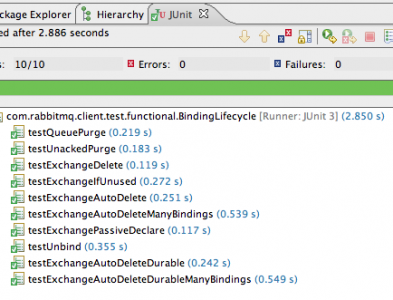 ckage Explorer Hierarchy JUnit
ed after 2.886 seconds
s: 10/10 Errors: 0 Failures: 0
com.rabbitmq.client.test.functional.BindingLifecycle [Runner: JUnit 3] (2.850 s)
testQueuePurge (0.219 s)
testUnackedPurge (0.183 s)
testExchangeDelete (0.119 s)
testExchangeIfUnused (0.272 s)
testExchangeAutoDelete (0.251 s)
testExchangeAutoDeleteManyBindings (0.539 s)
testExchangePassiveDeclare (0.117 s)
testUnbind (0.355 s)
testExchangeAutoDeleteDurable (0.242 s)
testExchangeAutoDeleteDurableManyBindings (0.549 s)